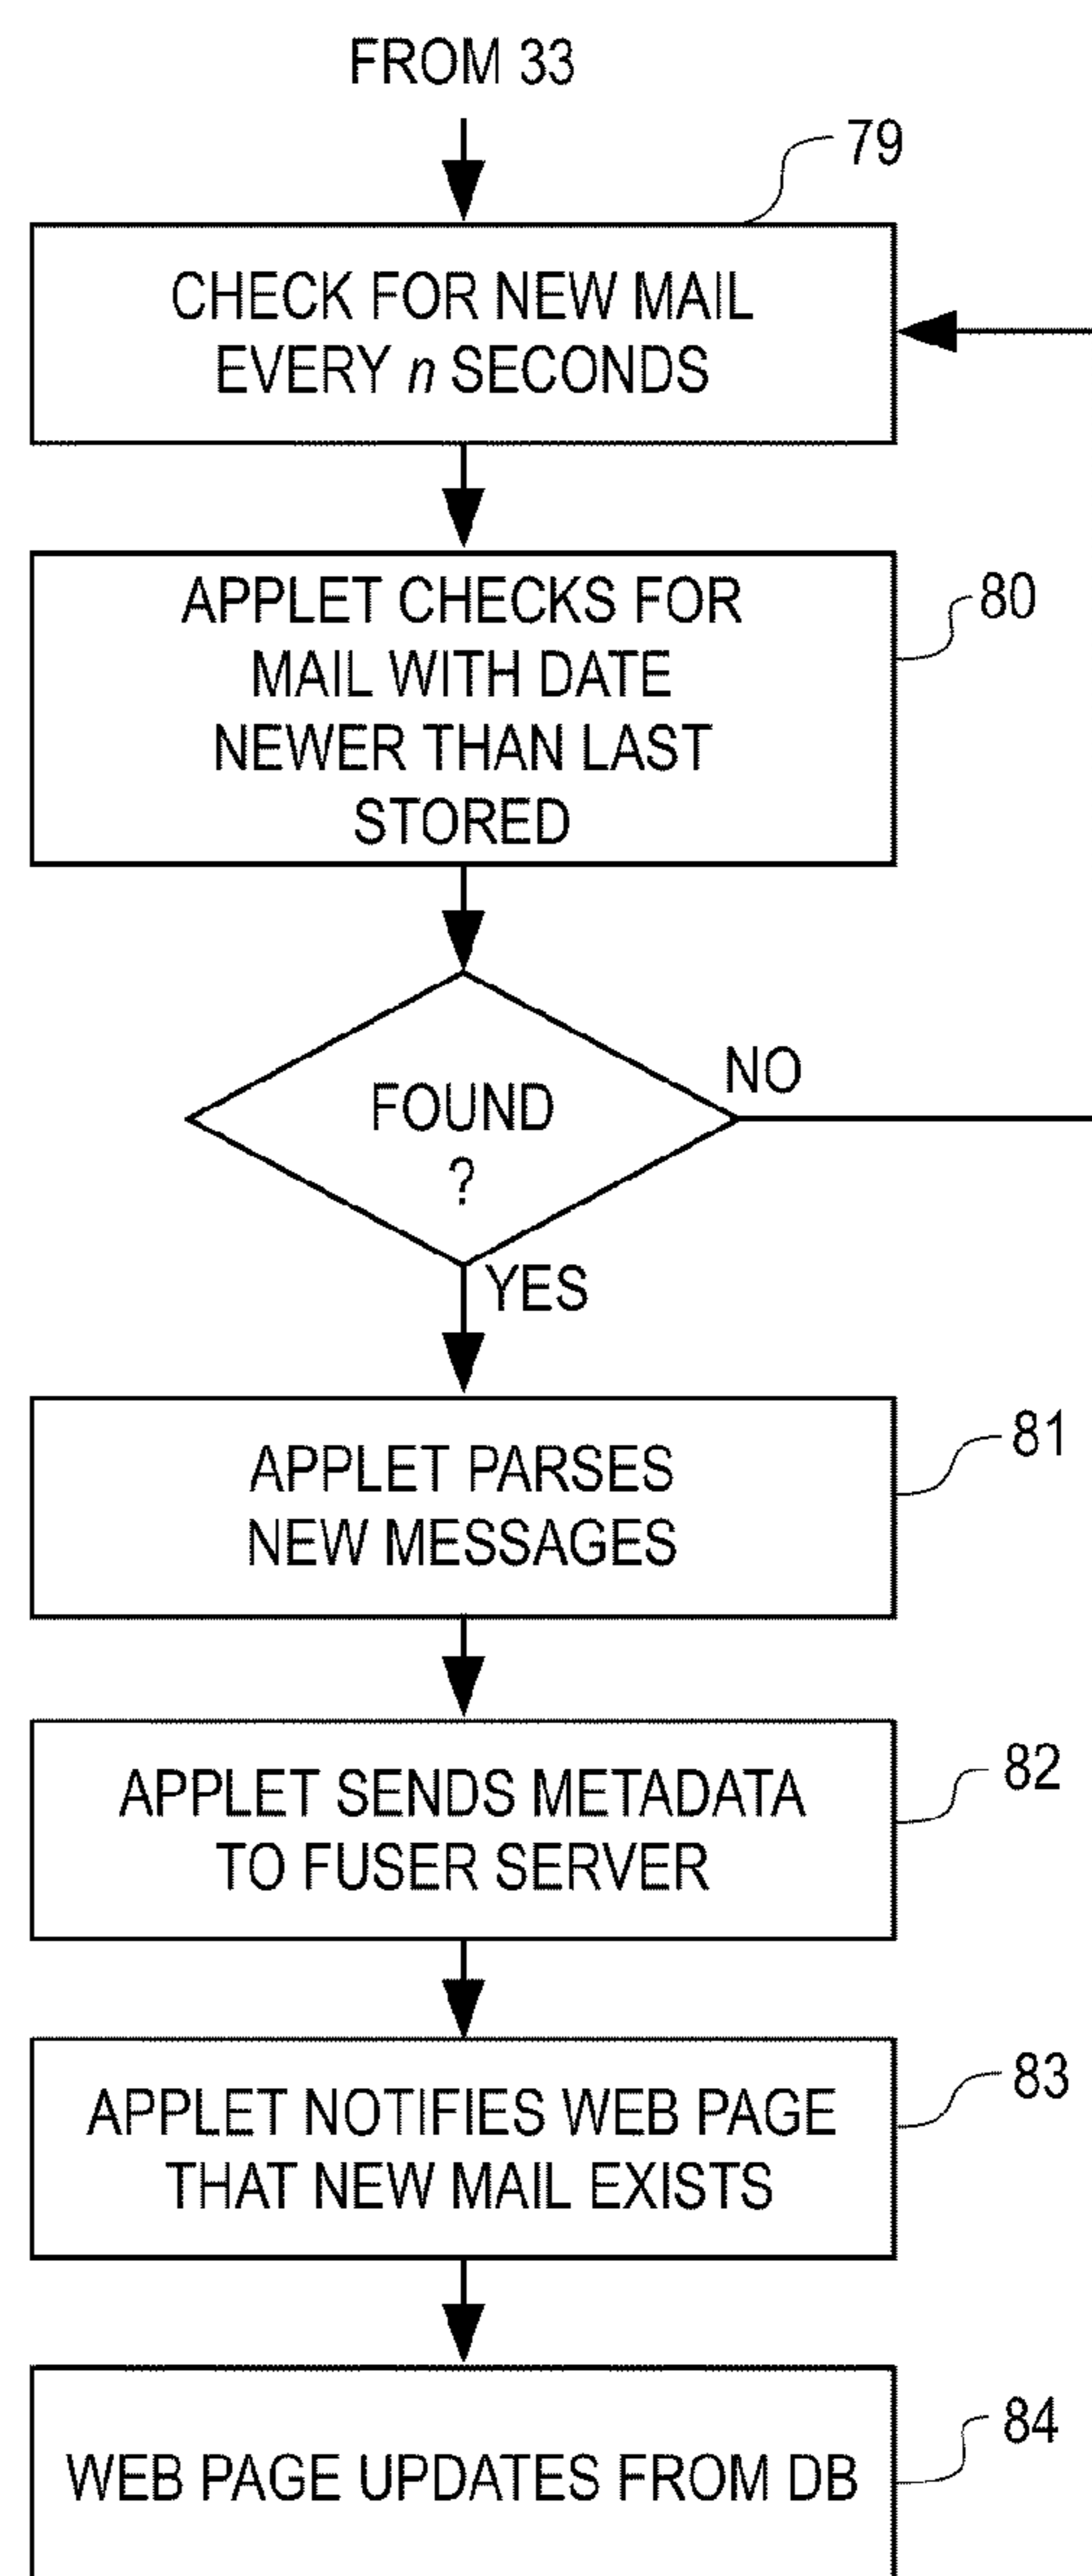 FROM 33
79
CHECK FOR NEW MAIL
EVERY n SECONDS
APPLET CHECKS FOR
MAIL WITH DATE
NEWER THAN LAST
STORED
80
FOUND
?
NO
YES
APPLET PARSES
NEW MESSAGES
81
APPLET SENDS METADATA
TO FUSER SERVER
82
APPLET NOTIFIES WEB PAGE
THAT NEW MAIL EXISTS
83
WEB PAGE UPDATES FROM DB
84